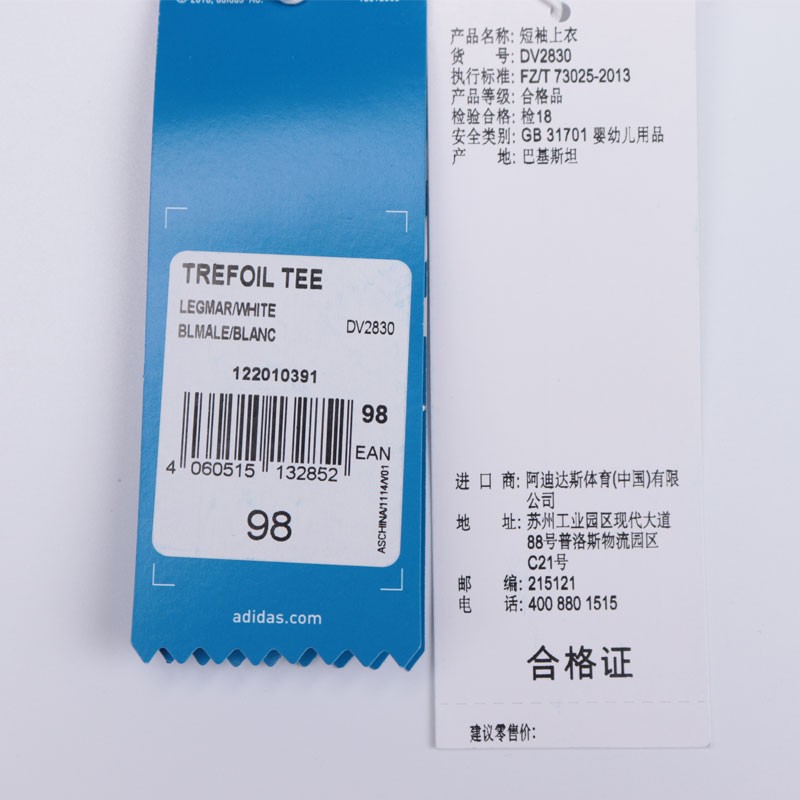 TREFOIL TEE
LEGMAR/WHITE
BLMALE/BLANC
DV2830
122010391
98
EAN
4 060515 132852
98
ASCHINA/1114/V01
adidas.com
产品名称: 短袖上衣
货 号: DV2830
执行标准: FZ/T 73025-2013
产品等级: 合格品
检验合格: 检18
安全类别: GB 31701 婴幼儿用品
产 地: 巴基斯坦
进 口 商: 阿迪达斯体育(中国)有限
公司
地 址: 苏州工业园区现代大道
88号普洛斯物流园区
C21号
邮 编: 215121
电 话: 400 880 1515
合格证
建议零售价: